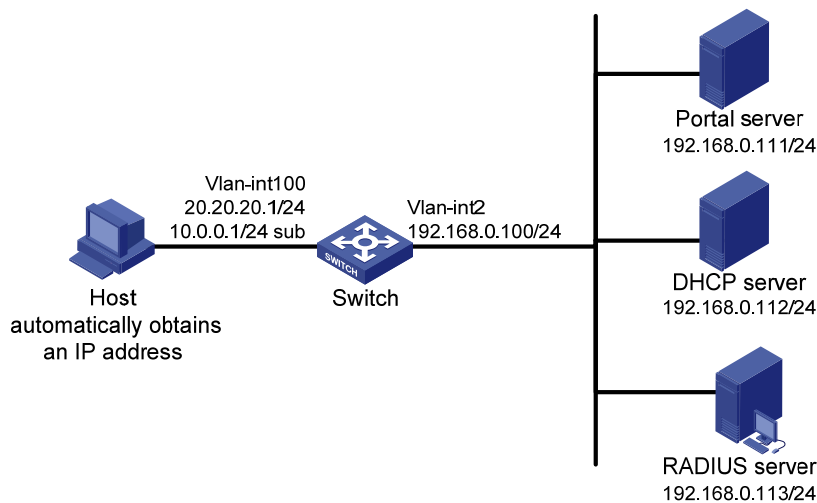 Portal server
192.168.0.111/24
Vlan-int100
20.20.20.1/24
10.0.0.1/24 sub
Vlan-int2
192.168.0.100/24
SWITCH
Switch
Host
automatically obtains
an IP address
DHCP server
192.168.0.112/24
RADIUS server
192.168.0.113/24